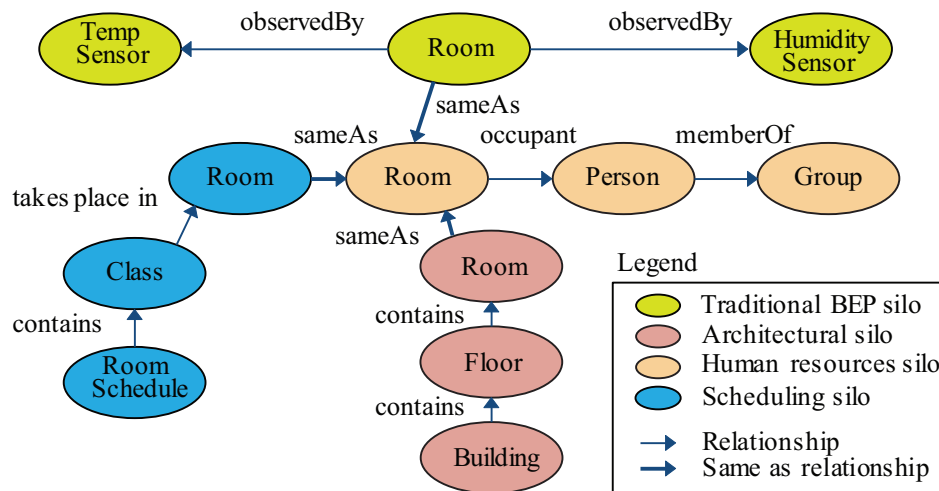 observedBy
observedBy
Temp
Sensor
Room
Humidity
Sensor
sameAs
sameAs
occupant
memberOf
Room
Room
Person
Group
takes place in
sameAs
Class
Room
contains
contains
Room
Schedule
Floor
contains
Building
Legend
Traditional BEP silo
Architectural silo
Human resources silo
Scheduling silo
Relationship
Same as relationship